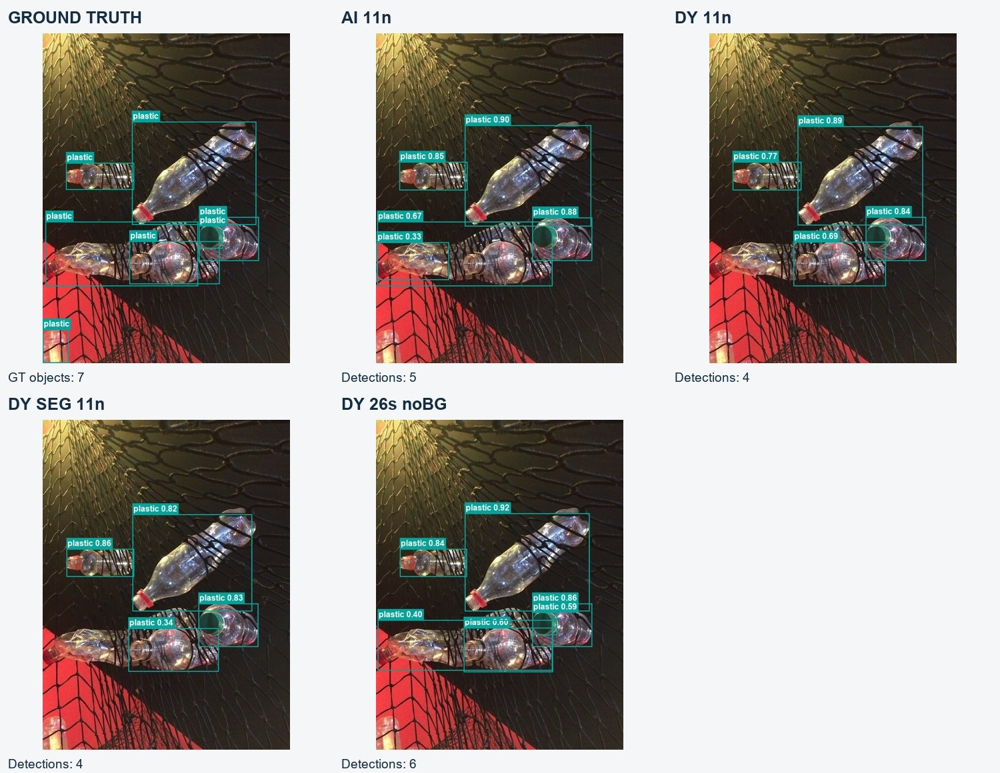 GROUND TRUTH
plastic
plastic
plastic
plastic
plastic
plastic
plastic
GT objects: 7
AI 11n
plastic 0.90
plastic 0.85
plastic 0.88
plastic 0.67
plastic 0.33
Detections: 5
DY 11n
plastic 0.89
plastic 0.77
plastic 0.84
plastic 0.69
Detections: 4
DY SEG 11n
plastic 0.82
plastic 0.86
plastic 0.83
plastic 0.34
Detections: 4
DY 26s noBG
plastic 0.92
plastic 0.84
plastic 0.86
plastic 0.59
plastic 0.40
plastic 0.60
Detections: 6